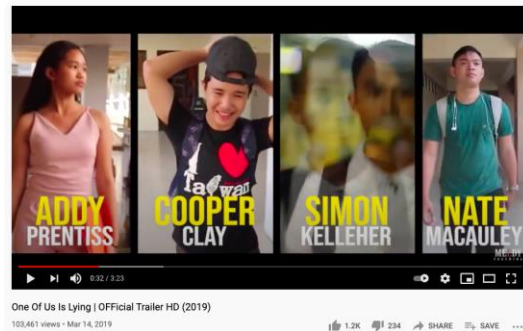 ADDY
PRENTISS
I
Taiwan
COOPER
CLAY
SIMON
KELLEHER
NATE
MACAULEY
0:32 / 3:23
One Of Us Is Lying | OFFicial Trailer HD (2019)
103,461 views • Mar 14, 2019
1.2K
234
SHARE
SAVE